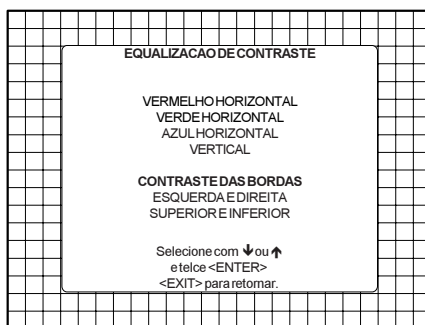 EQUALIZACAO DE CONTRASTE
VERMELHO HORIZONTAL
VERDE HORIZONTAL
AZUL HORIZONTAL
VERTICAL
CONTRASTE DAS BORDAS
ESQUERDA E DIREITA
SUPERIOR E INFERIOR
Selecione com ↓ ou ↑
e telce <ENTER>
<EXIT> para retornar.